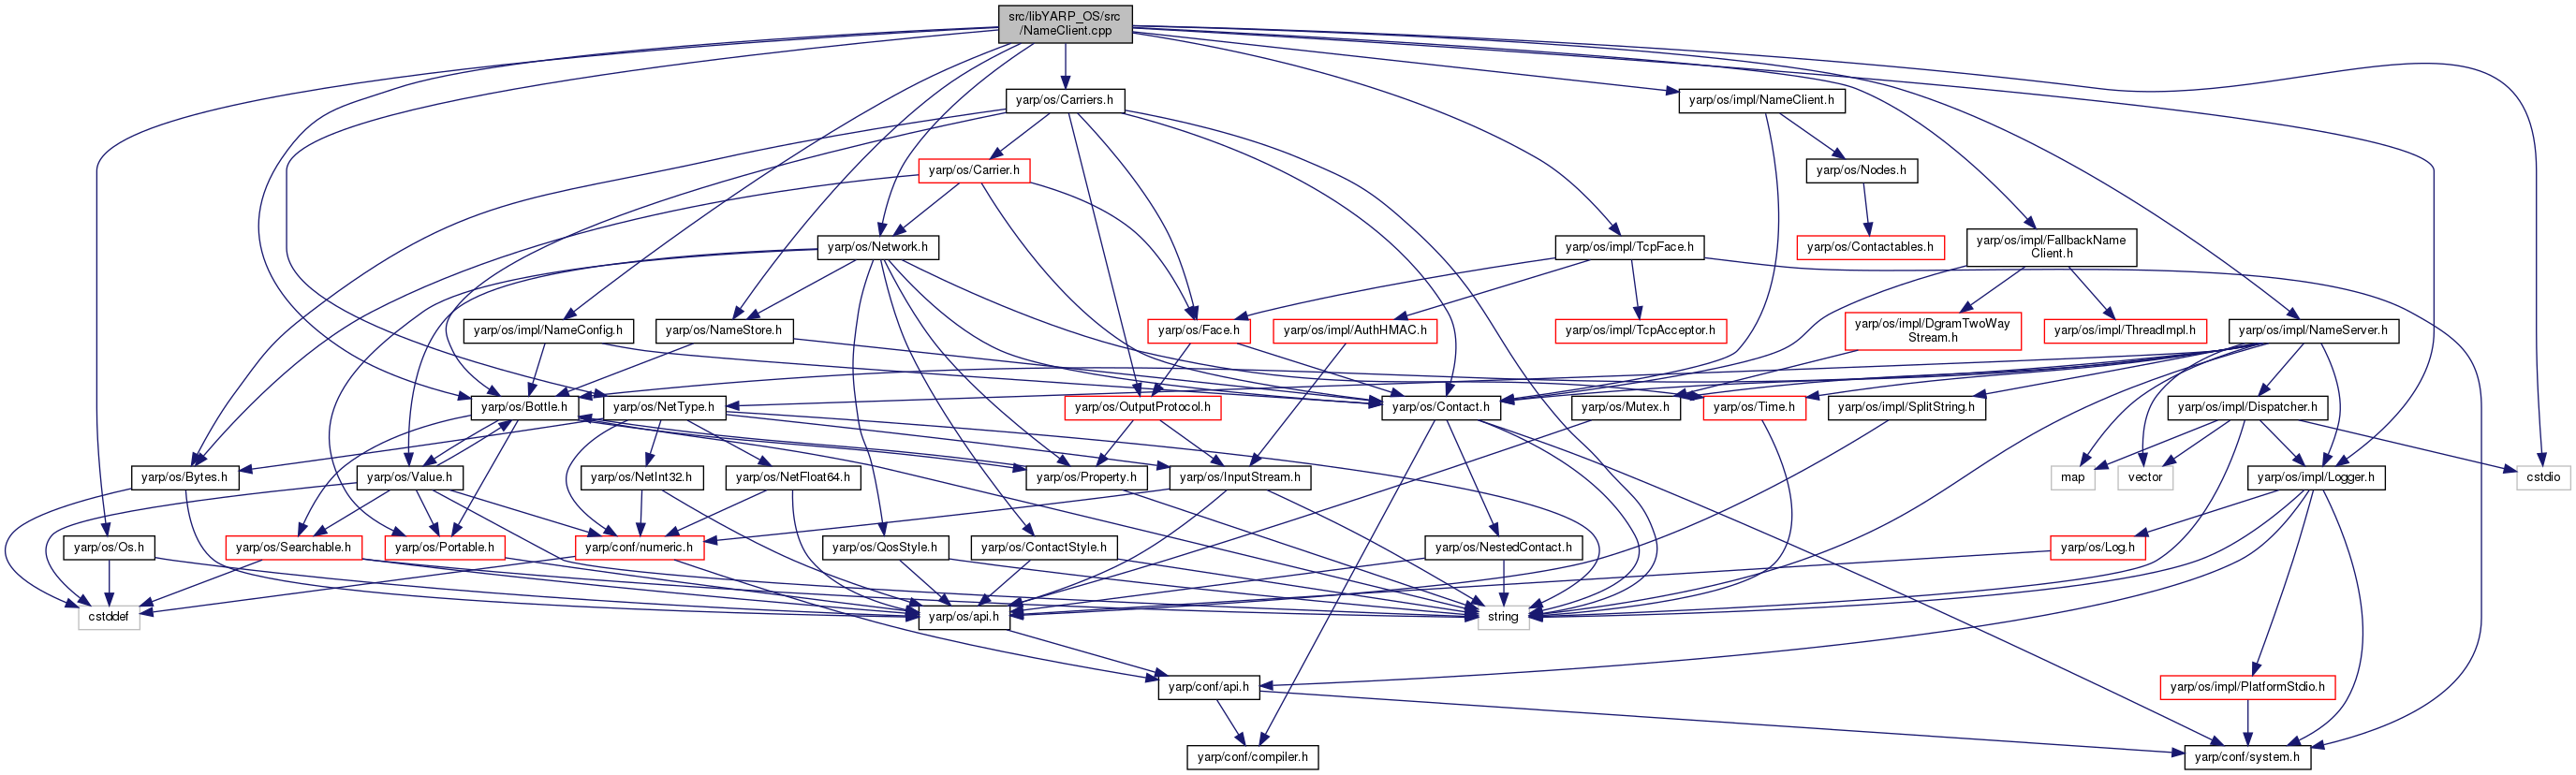 src/libYARP_OS/src
/NameClient.cpp
yarp/os/Carriers.h
yarp/os/impl/NameClient.h
yarp/os/Carrier.h
yarp/os/Nodes.h
yarp/os/Network.h
yarp/os/impl/TcpFace.h
yarp/os/Contactables.h
yarp/os/impl/FallbackName
Client.h
yarp/os/impl/NameConfig.h
yarp/os/NameStore.h
yarp/os/Face.h
yarp/os/impl/AuthHMAC.h
yarp/os/impl/TcpAcceptor.h
yarp/os/impl/DgramTwoWay
Stream.h
yarp/os/impl/ThreadImpl.h
yarp/os/impl/NameServer.h
yarp/os/Bottle.h
yarp/os/NetType.h
yarp/os/OutputProtocol.h
yarp/os/Contact.h
yarp/os/Mutex.h
yarp/os/Time.h
yarp/os/impl/SplitString.h
yarp/os/impl/Dispatcher.h
yarp/os/Bytes.h
yarp/os/Value.h
yarp/os/NetInt32.h
yarp/os/NetFloat64.h
yarp/os/Property.h
yarp/os/InputStream.h
map
vector
yarp/os/impl/Logger.h
cstdio
yarp/os/Os.h
yarp/os/Searchable.h
yarp/os/Portable.h
yarp/conf/numeric.h
yarp/os/QosStyle.h
yarp/os/ContactStyle.h
yarp/os/NestedContact.h
yarp/os/Log.h
cstddef
yarp/os/api.h
string
yarp/conf/api.h
yarp/os/impl/PlatformStdio.h
yarp/conf/compiler.h
yarp/conf/system.h